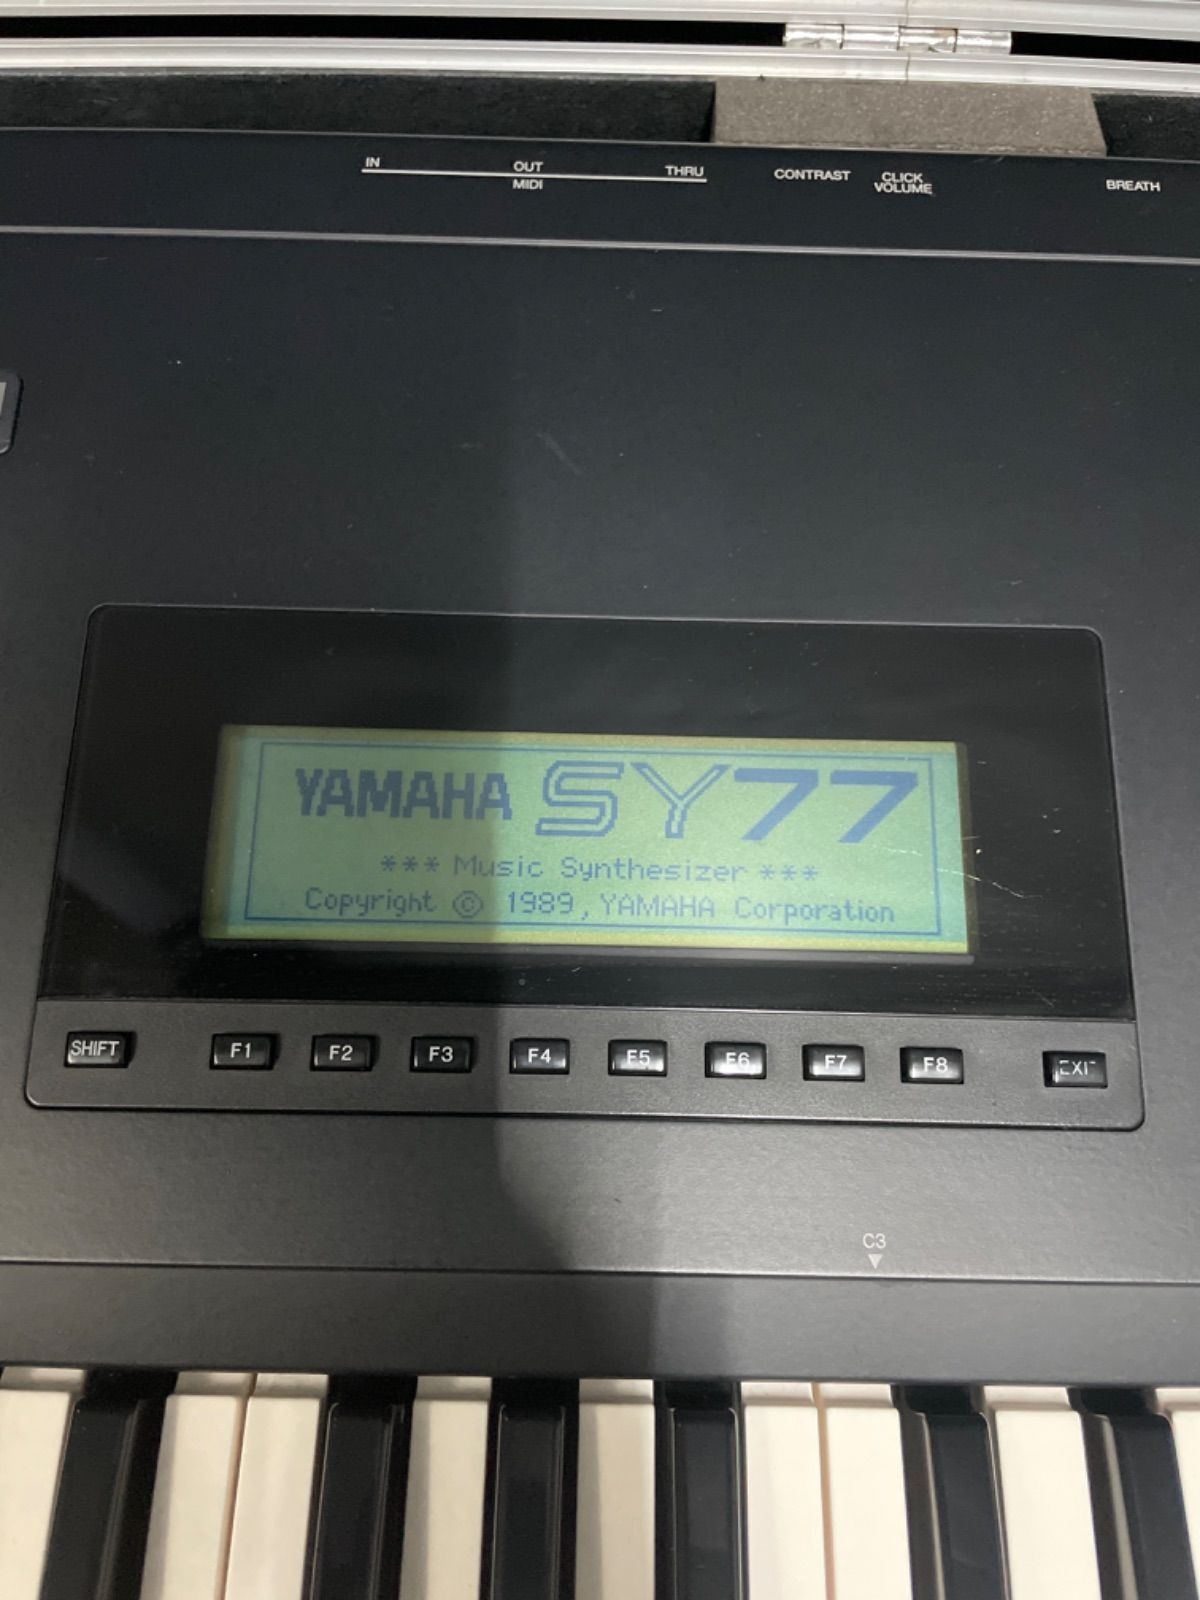 IN OUT THRU
MIDI
CONTRAST
CLICK
VOLUME
BREATH
YAMAHA SY77
*** Music Synthesizer ***
Copyright © 1989, YAMAHA Corporation
SHIFT F1 F2 F3 F4 F5 F6 F7 F8 EXIT
C3